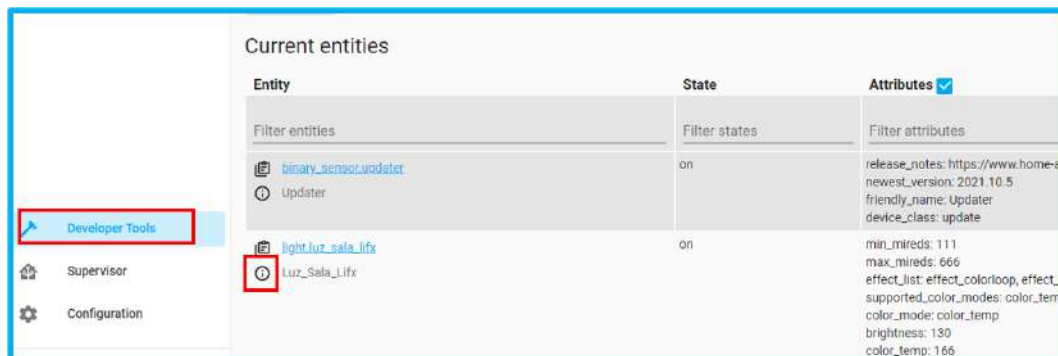 Current entities
Entity State Attributes
Filter entities Filter states Filter attributes
binary_sensor.updater on release_notes: https://www.home-a
Updater newest_version: 2021.10.5
friendly_name: Updater
device_class: update
Developer Tools
light.luz_sala_lifx on min_mireds: 111
Luz_Sala_Lifx max_mireds: 666
Supervisor effect_list: effect_colorloop, effect_
supported_color_modes: color_tem
Configuration color_mode: color_temp
brightness: 130
color_temp: 166